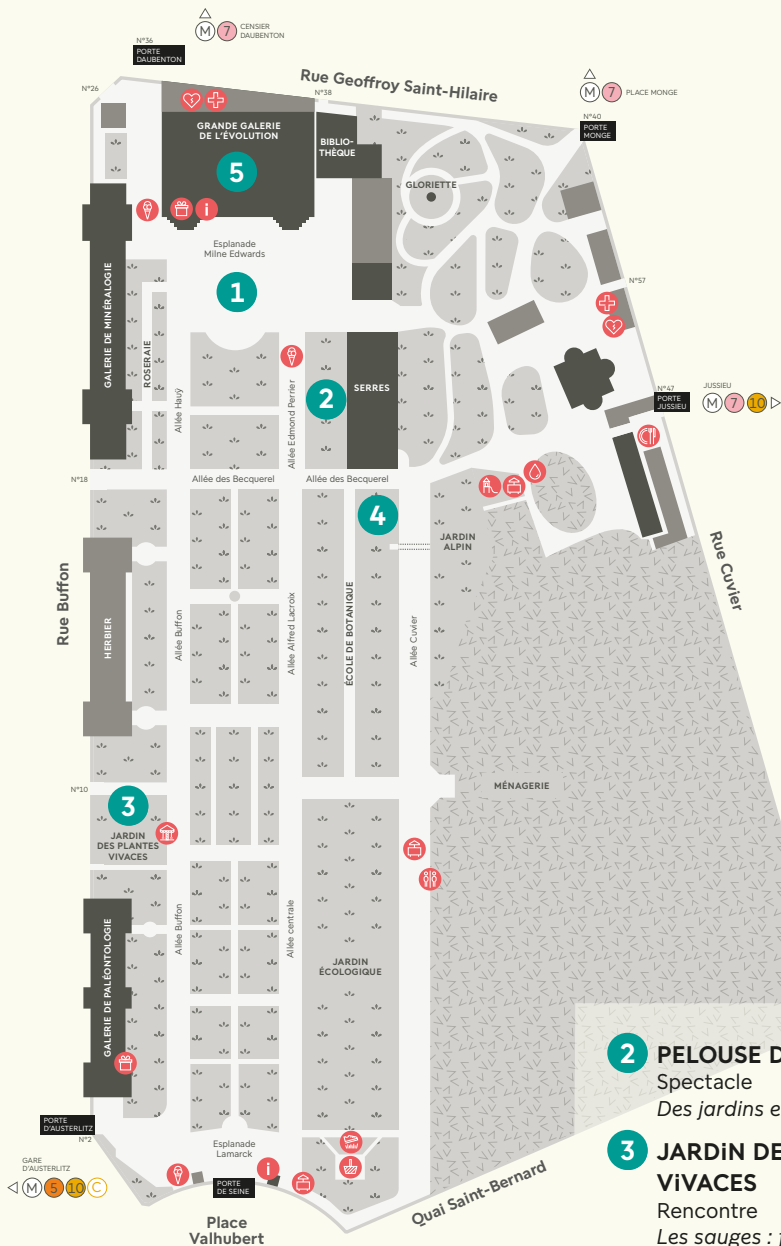 N°36
PORTE
DAUBENTON
M 7 CENSIER
DAUBENTON
Rue Geoffroy Saint-Hilaire
M 7 PLACE MONGE
N°40
PORTE
MONGE
N°26
N°38
GRANDE GALERIE
DE L'ÉVOLUTION
5
BIBLIO-
THÈQUE
GLORIETTE
i
Esplanade
Milne Edwards
1
N°57
GALERIE DE MINÉRALOGIE
ROSERAIE
Allée Haüy
Allée Edmond Perrier
2
SERRES
N°47
PORTE
JUSSIEU
JUSSIEU
M 7 10
N°18
Allée des Becquerel
Allée des Becquerel
4
JARDIN
ALPIN
Rue Cuvier
Rue Buffon
HERBIER
Allée Buffon
Allée Alfred Lacroix
ÉCOLE DE BOTANIQUE
Allée Cuvier
N°10
3
JARDIN
DES PLANTES
VIVACES
MÉNAGERIE
GALERIE DE PALÉONTOLOGIE
Allée Buffon
Allée centrale
JARDIN
ÉCOLOGIQUE
PORTE
D'AUSTERLITZ
N°2
GARE
D'AUSTERLITZ
M 5 10 C
Esplanade
Lamarck
PORTE
DE SEINE
i
Place
Valhubert
Quai Saint-Bernard
2 PELOUSE D
Spectacle
Des jardins e
3 JARDiN DE
ViVACES
Rencontre
Les sauges :